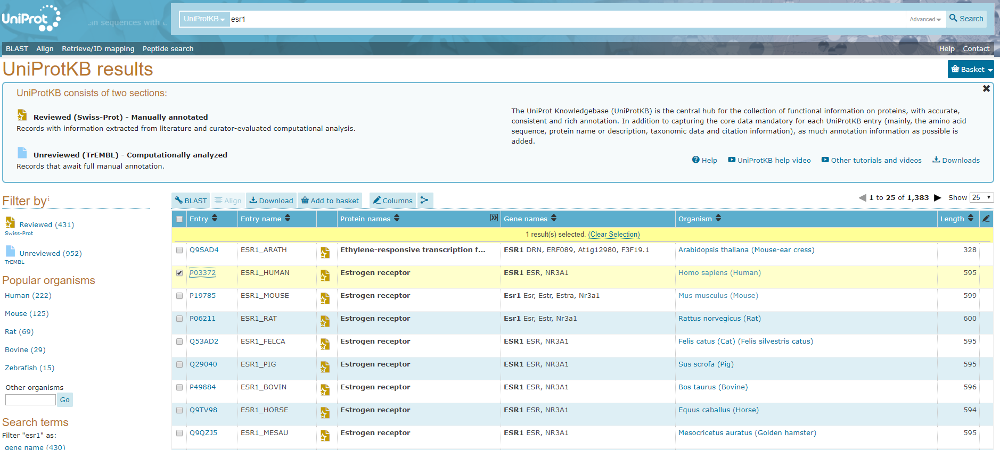 UniProt
in sequences with
UniProtKB
esr1
Advanced
Search
BLAST Align Retrieve/ID mapping Peptide search
Help Contact
UniProtKB results
Basket
UniProtKB consists of two sections:
Reviewed (Swiss-Prot) - Manually annotated
Records with information extracted from literature and curator-evaluated computational analysis.
Unreviewed (TrEMBL) - Computationally analyzed
Records that await full manual annotation.
The UniProt Knowledgebase (UniProtKB) is the central hub for the collection of functional information on proteins, with accurate,
consistent and rich annotation. In addition to capturing the core data mandatory for each UniProtKB entry (mainly, the amino acid
sequence, protein name or description, taxonomic data and citation information), as much annotation information as possible is
added.
Help UniProtKB help video Other tutorials and videos Downloads
Filter by i
Reviewed (431)
Swiss-Prot
Unreviewed (952)
TrEMBL
Popular organisms
Human (222)
Mouse (125)
Rat (69)
Bovine (29)
Zebrafish (15)
Other organisms
Go
Search terms
Filter "esr1" as:
gene name (430)
BLAST Align Download Add to basket Columns
1 to 25 of 1,383 Show 25
Entry Entry name Protein names Gene names Organism Length
1 result(s) selected. (Clear Selection)
Q9SAD4 ESR1_ARATH Ethylene-responsive transcription f... ESR1 DRN, ERF089, At1g12980, F3F19.1 Arabidopsis thaliana (Mouse-ear cress) 328
P03372 ESR1_HUMAN Estrogen receptor ESR1 ESR, NR3A1 Homo sapiens (Human) 595
P19785 ESR1_MOUSE Estrogen receptor Esr1 Esr, Estr, Estra, Nr3a1 Mus musculus (Mouse) 599
P06211 ESR1_RAT Estrogen receptor Esr1 Esr, Estr, Nr3a1 Rattus norvegicus (Rat) 600
Q53AD2 ESR1_FELCA Estrogen receptor ESR1 ESR, NR3A1 Felis catus (Cat) (Felis silvestris catus) 595
Q29040 ESR1_PIG Estrogen receptor ESR1 ESR, NR3A1 Sus scrofa (Pig) 595
P49884 ESR1_BOVIN Estrogen receptor ESR1 ESR, NR3A1 Bos taurus (Bovine) 596
Q9TV98 ESR1_HORSE Estrogen receptor ESR1 ESR, NR3A1 Equus caballus (Horse) 594
Q9QZJ5 ESR1_MESAU Estrogen receptor ESR1 ESR, NR3A1 Mesocricetus auratus (Golden hamster) 595